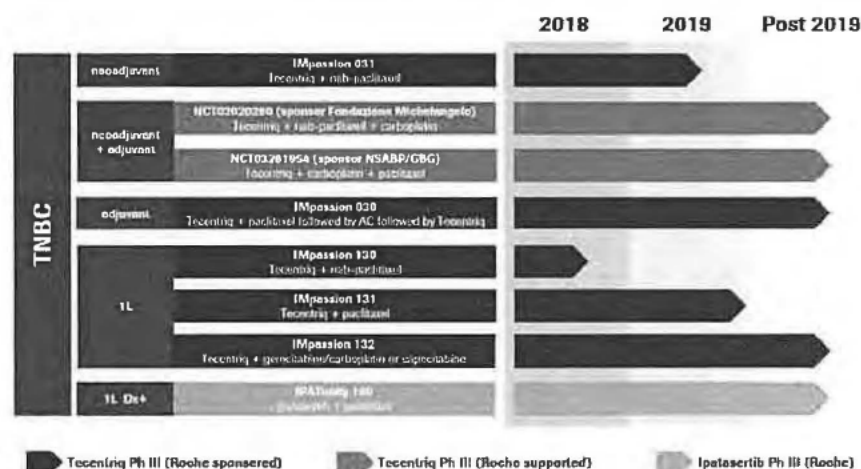 2018 2019 Post 2019
TNBC
neoadjuvant
IMpassion 031
Tecentriq + nab-paclitaxel
neoadjuvant
+ adjuvant
(sponsor Fondazione Michelangelo)
Tecentriq + nab-paclitaxel + carboplatin
NCT03281954 (sponsor NSABP/GBG)
Tecentriq + carboplatin + paclitaxel
adjuvant
IMpassion 030
Tecentriq + paclitaxel followed by AC followed by Tecentriq
1L
IMpassion 130
Tecentriq + nab-paclitaxel
IMpassion 131
Tecentriq + paclitaxel
IMpassion 132
Tecentriq + gemcitabine/carboplatin or capecitabine
1L Dx+
Tecentriq Ph III (Roche sponsered) Tecentriq Ph III (Roche supported) Ipatasertib Ph III (Roche)